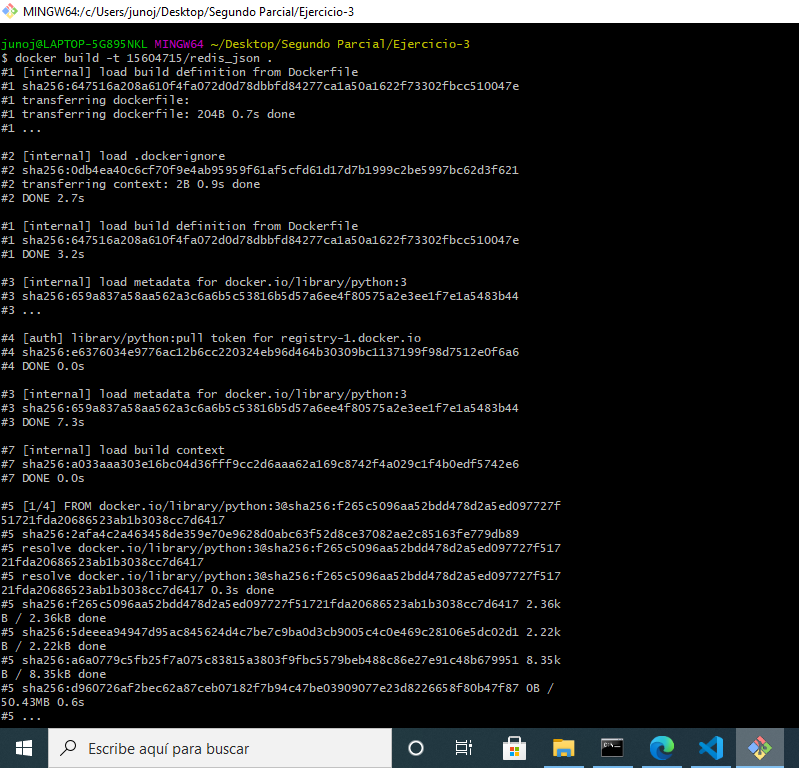 MINGW64:/c/Users/junoj/Desktop/Segundo Parcial/Ejercicio-3
junoj@LAPTOP-5G895NKL MINGW64 ~/Desktop/Segundo Parcial/Ejercicio-3
$ docker build -t 15604715/redis_json .
#1 [internal] load build definition from Dockerfile
#1 sha256:647516a208a610f4fa072d0d78dbbfd84277ca1a50a1622f73302fbcc510047e
#1 transferring dockerfile:
#1 transferring dockerfile: 204B 0.7s done
#1 ...
#2 [internal] load .dockerignore
#2 sha256:0db4ea40c6cf70f9e4ab95959f61af5cfd61d17d7b1999c2be5997bc62d3f621
#2 transferring context: 2B 0.9s done
#2 DONE 2.7s
#1 [internal] load build definition from Dockerfile
#1 sha256:647516a208a610f4fa072d0d78dbbfd84277ca1a50a1622f73302fbcc510047e
#1 DONE 3.2s
#3 [internal] load metadata for docker.io/library/python:3
#3 sha256:659a837a58aa562a3c6a6b5c53816b5d57a6ee4f80575a2e3ee1f7e1a5483b44
#3 ...
#4 [auth] library/python:pull token for registry-1.docker.io
#4 sha256:e6376034e9776ac12b6cc220324eb96d464b30309bc1137199f98d7512e0f6a6
#4 DONE 0.0s
#3 [internal] load metadata for docker.io/library/python:3
#3 sha256:659a837a58aa562a3c6a6b5c53816b5d57a6ee4f80575a2e3ee1f7e1a5483b44
#3 DONE 7.3s
#7 [internal] load build context
#7 sha256:a033aaa303e16bc04d36fff9cc2d6aaa62a169c8742f4a029c1f4b0edf5742e6
#7 DONE 0.0s
#5 [1/4] FROM docker.io/library/python:3@sha256:f265c5096aa52bdd478d2a5ed097727f
51721fda20686523ab1b3038cc7d6417
#5 sha256:2afa4c2a463458de359e70e9628d0abc63f52d8ce37082ae2c85163fe779db89
#5 resolve docker.io/library/python:3@sha256:f265c5096aa52bdd478d2a5ed097727f517
21fda20686523ab1b3038cc7d6417
#5 resolve docker.io/library/python:3@sha256:f265c5096aa52bdd478d2a5ed097727f517
21fda20686523ab1b3038cc7d6417 0.3s done
#5 sha256:f265c5096aa52bdd478d2a5ed097727f51721fda20686523ab1b3038cc7d6417 2.36k
B / 2.36kB done
#5 sha256:5deeea94947d95ac845624d4c7be7c9ba0d3cb9005c4c0e469c28106e5dc02d1 2.22k
B / 2.22kB done
#5 sha256:a6a0779c5fb25f7a075c83815a3803f9fbc5579beb488c86e27e91c48b679951 8.35k
B / 8.35kB done
#5 sha256:d960726af2bec62a87ceb07182f7b94c47be03909077e23d8226658f80b47f87 0B /
50.43MB 0.6s
#5 ...
Escribe aquí para buscar